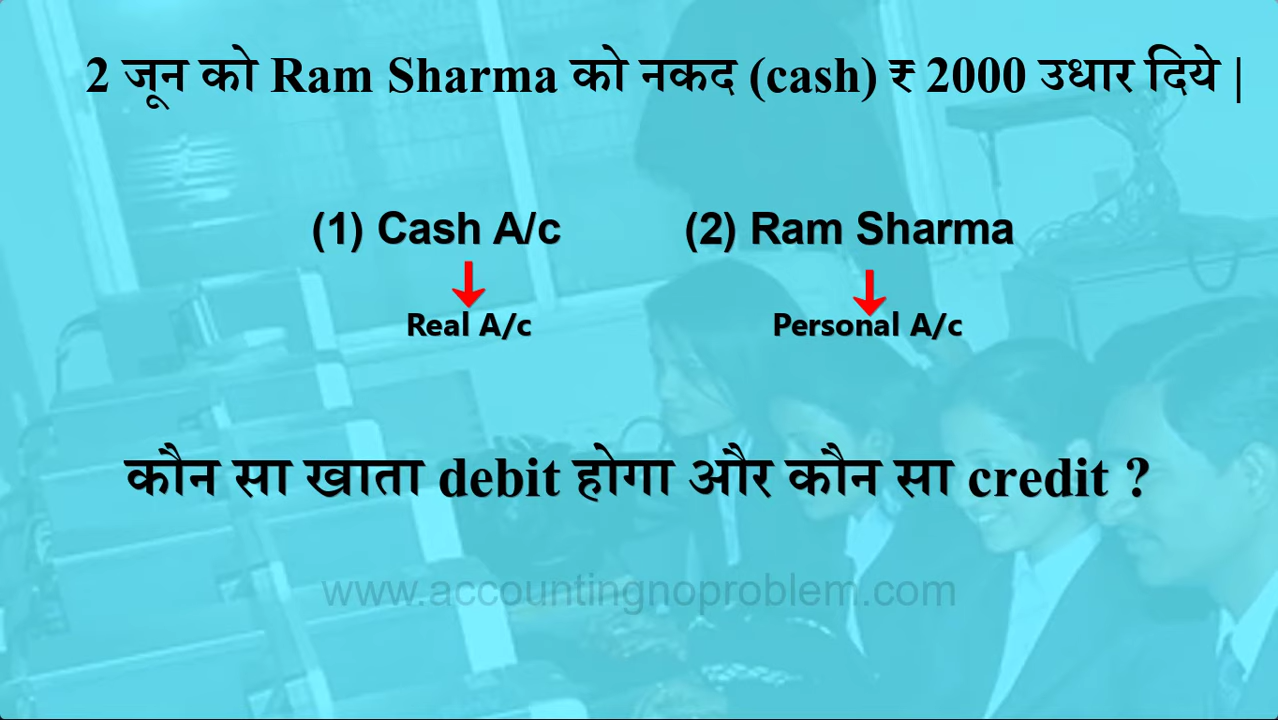 2 जून को Ram Sharma को नकद (cash) ₹ 2000 उधार दिये |
(1) Cash A/c (2) Ram Sharma
Real A/c Personal A/c
कौन सा खाता debit होगा और कौन सा credit ?
www.accountingnoproblem.com